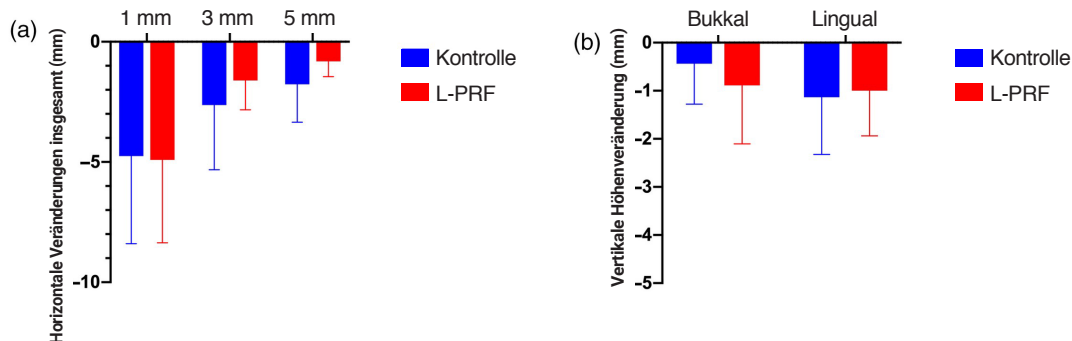 (a)
Horizontale Veränderungen insgesamt (mm)
1 mm 3 mm 5 mm
0
–5
–10
Kontrolle
L-PRF
(b)
Vertikale Höhenveränderung (mm)
Bukkal Lingual
0
–1
–2
–3
–4
–5
Kontrolle
L-PRF